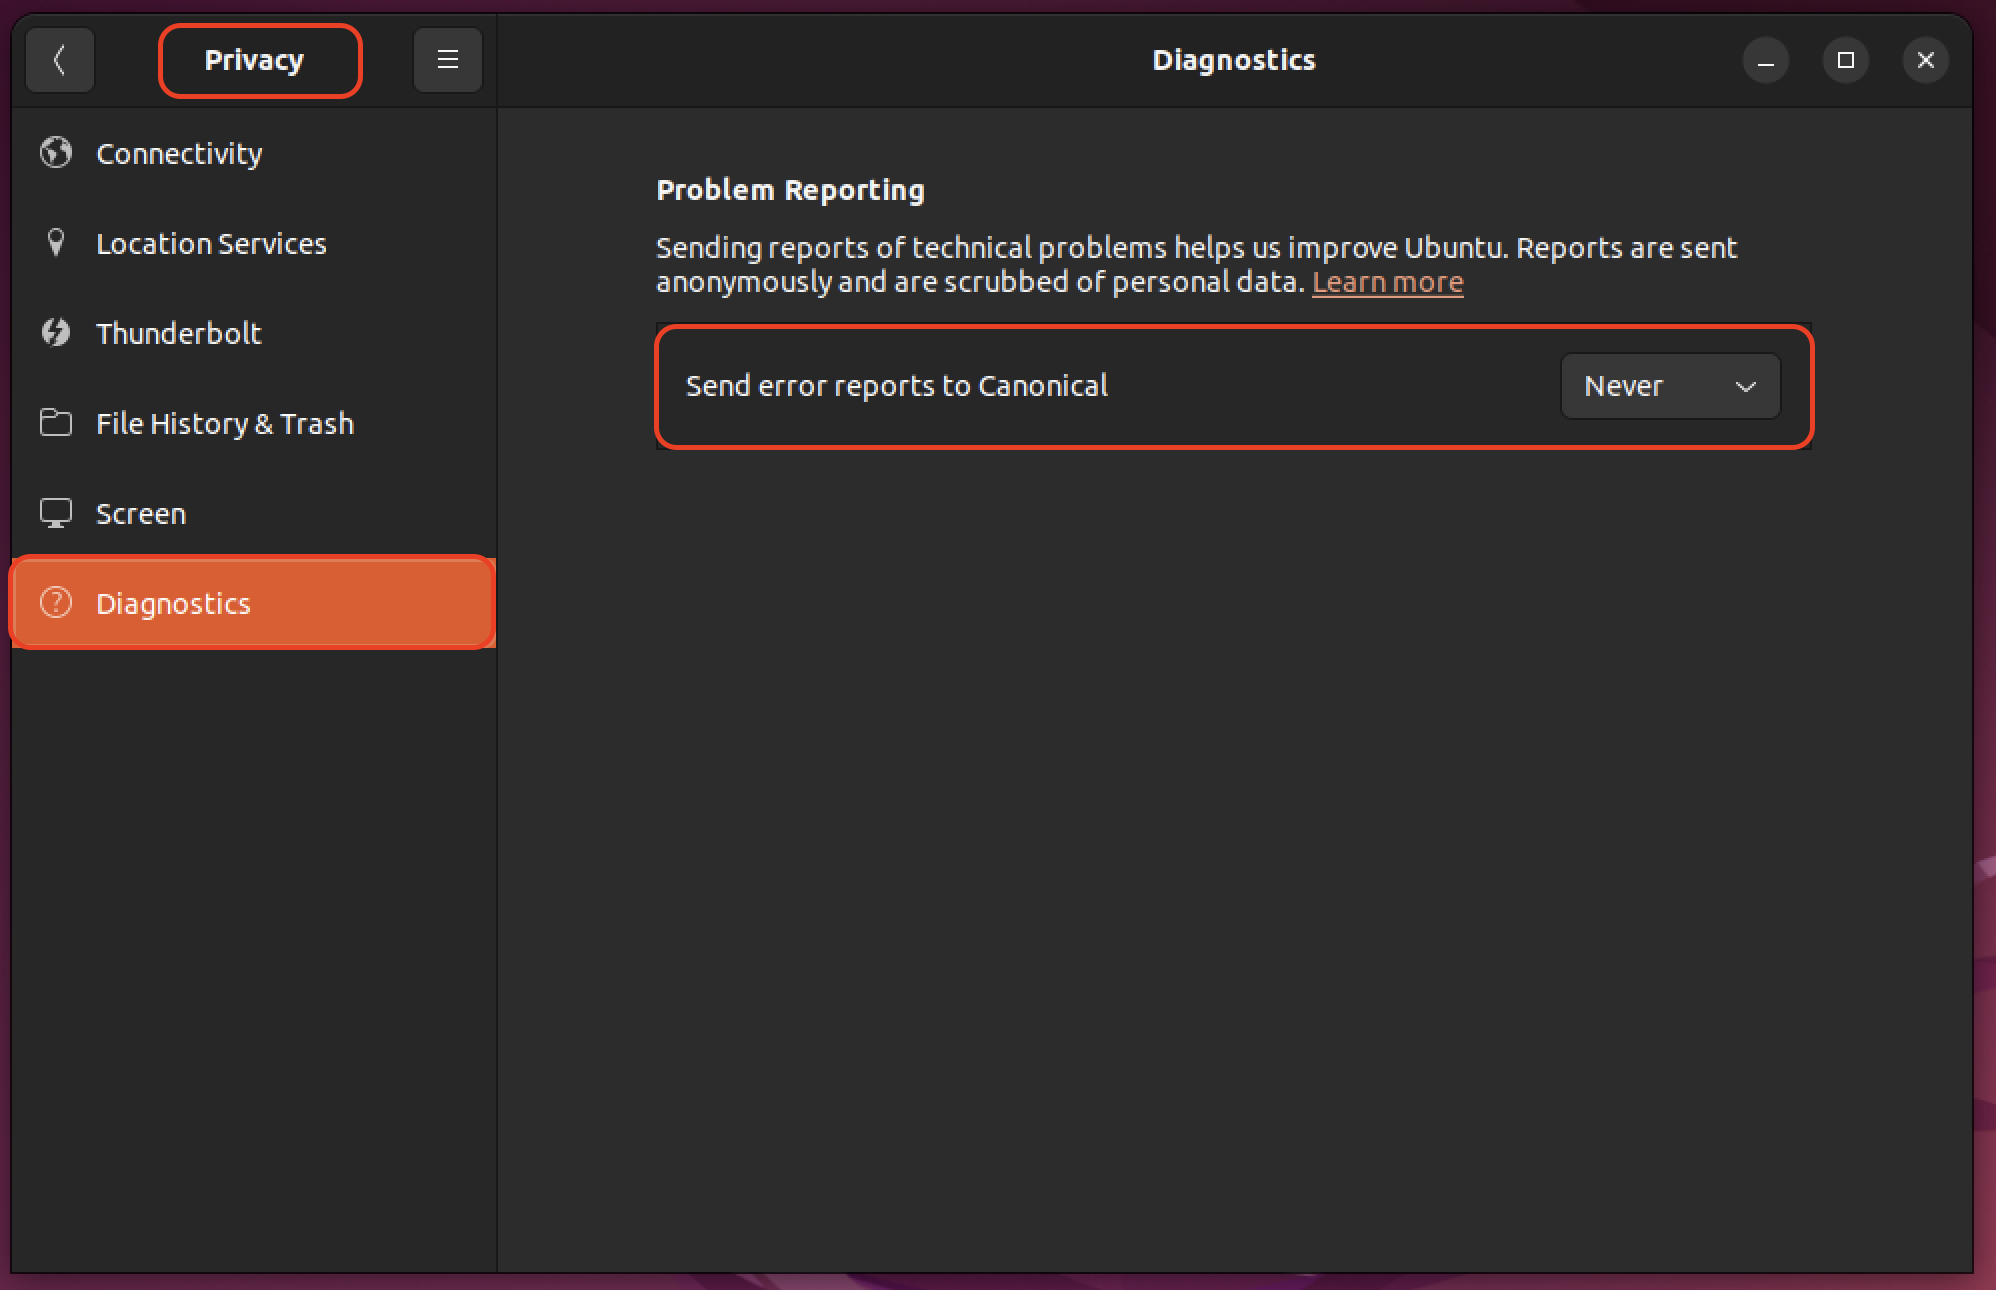 Privacy
Diagnostics
Connectivity
Location Services
Thunderbolt
File History & Trash
Screen
Diagnostics
Problem Reporting
Sending reports of technical problems helps us improve Ubuntu. Reports are sent
anonymously and are scrubbed of personal data. Learn more
Send error reports to Canonical
Never